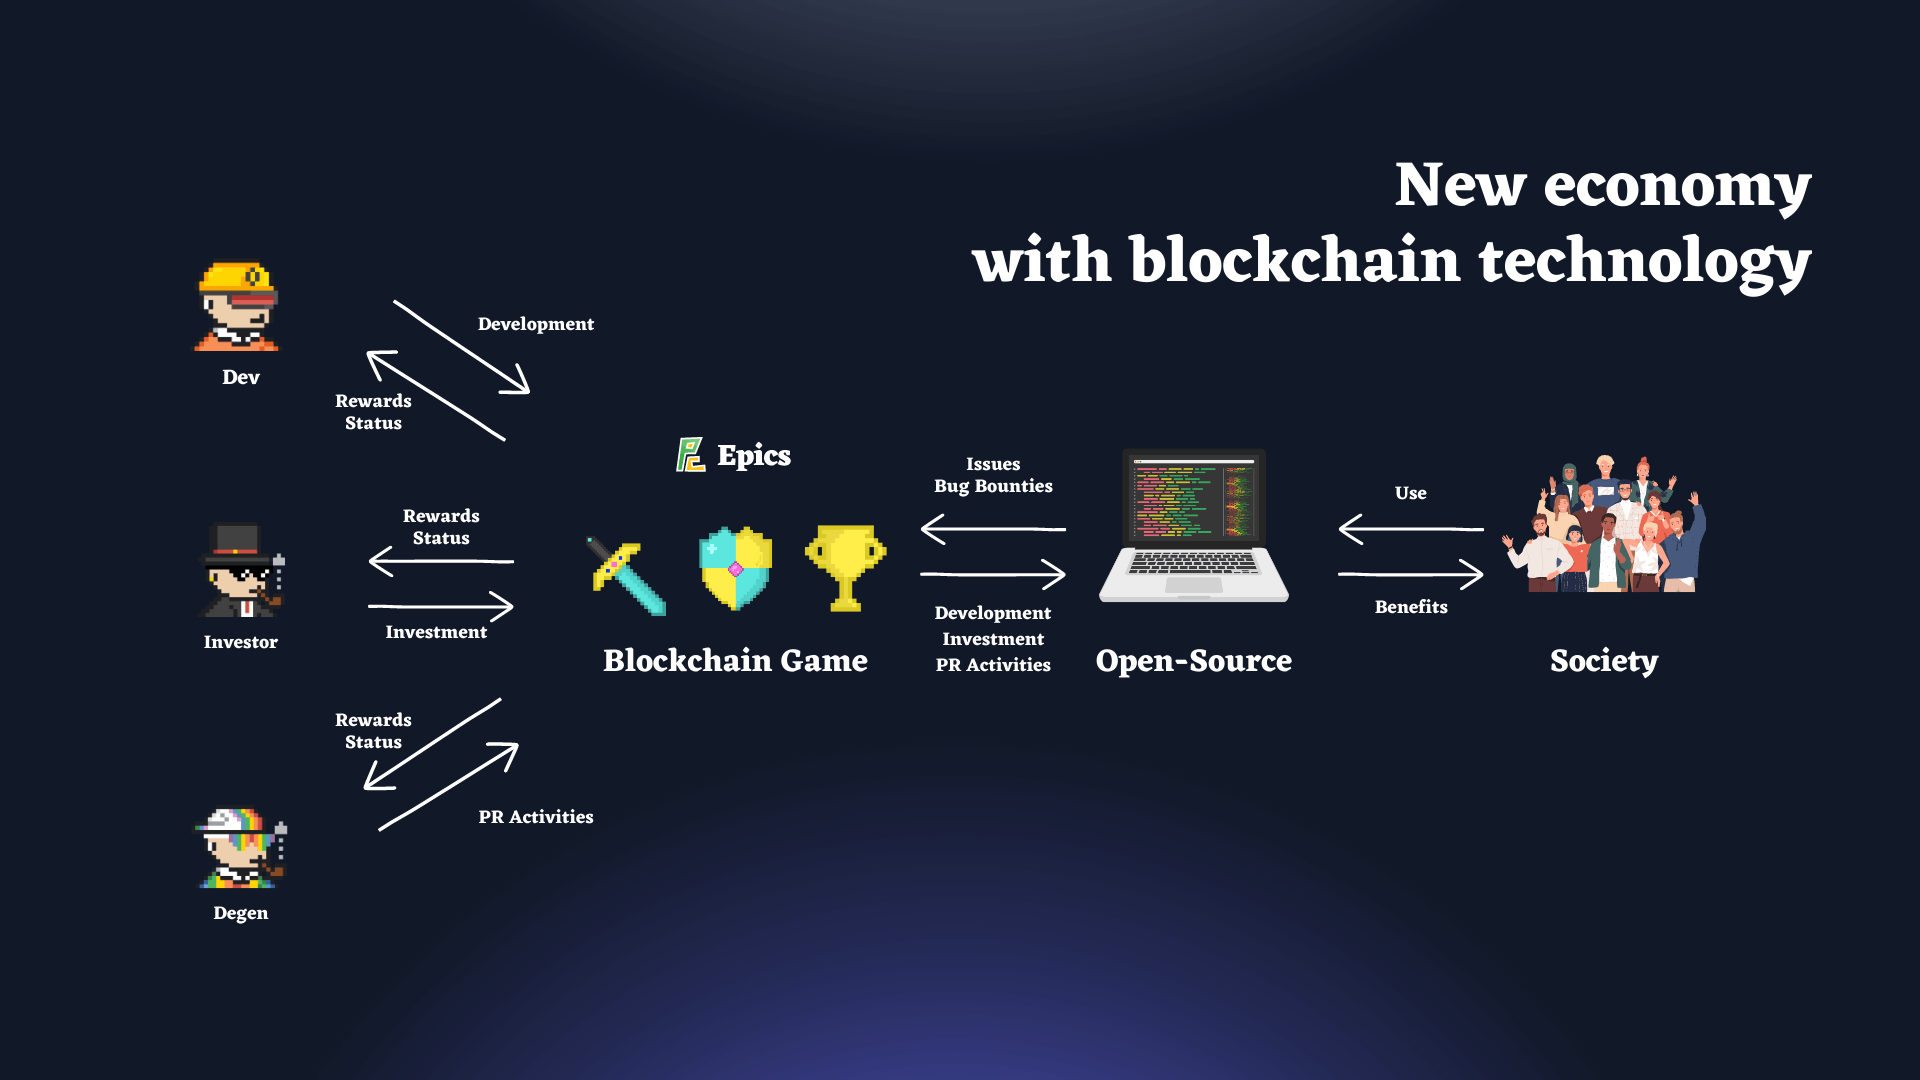 New economy
with blockchain technology
Development
Dev
Rewards
Status
Epics
Issues
Bug Bounties
Use
Rewards
Status
Investment
Investor
Blockchain Game
Development
Investment
PR Activities
Open-Source
Benefits
Society
Rewards
Status
PR Activities
Degen